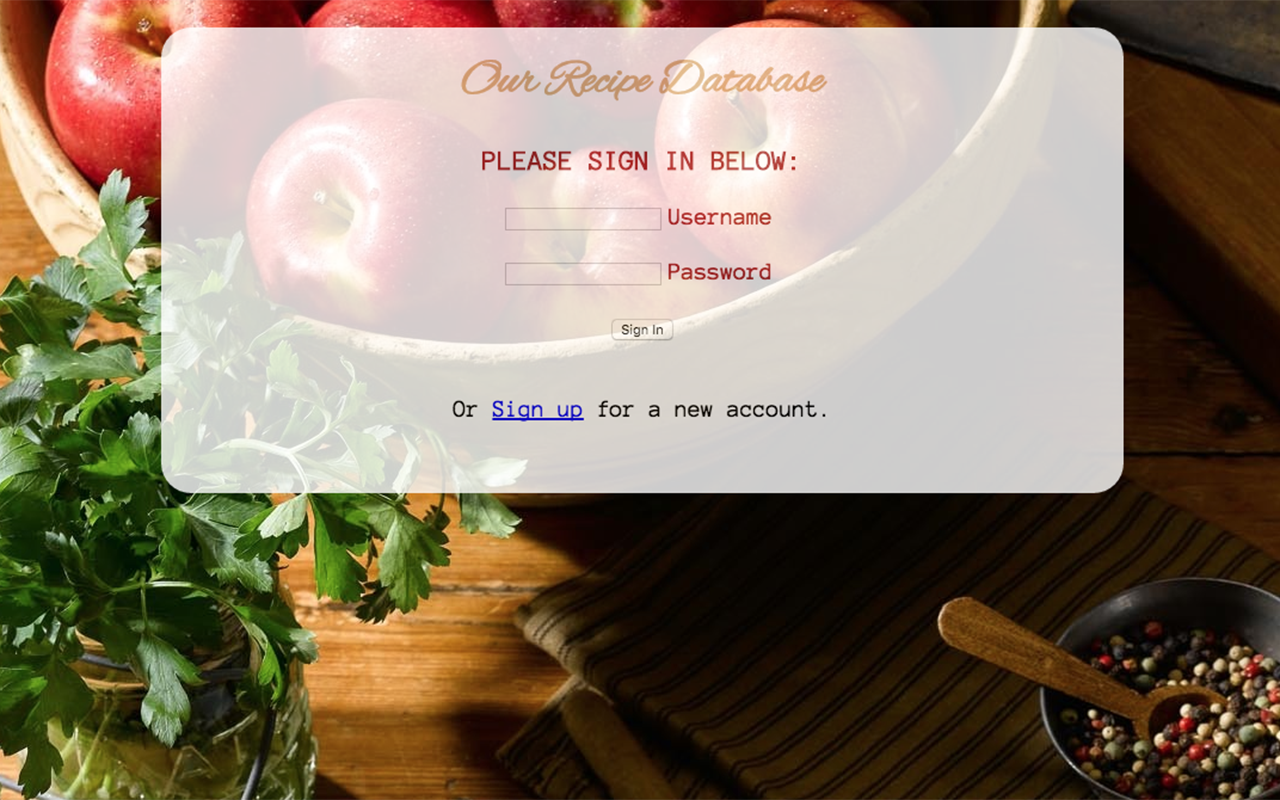 Our Recipe Database
PLEASE SIGN IN BELOW:
Username
Password
Sign In
Or Sign up for a new account.